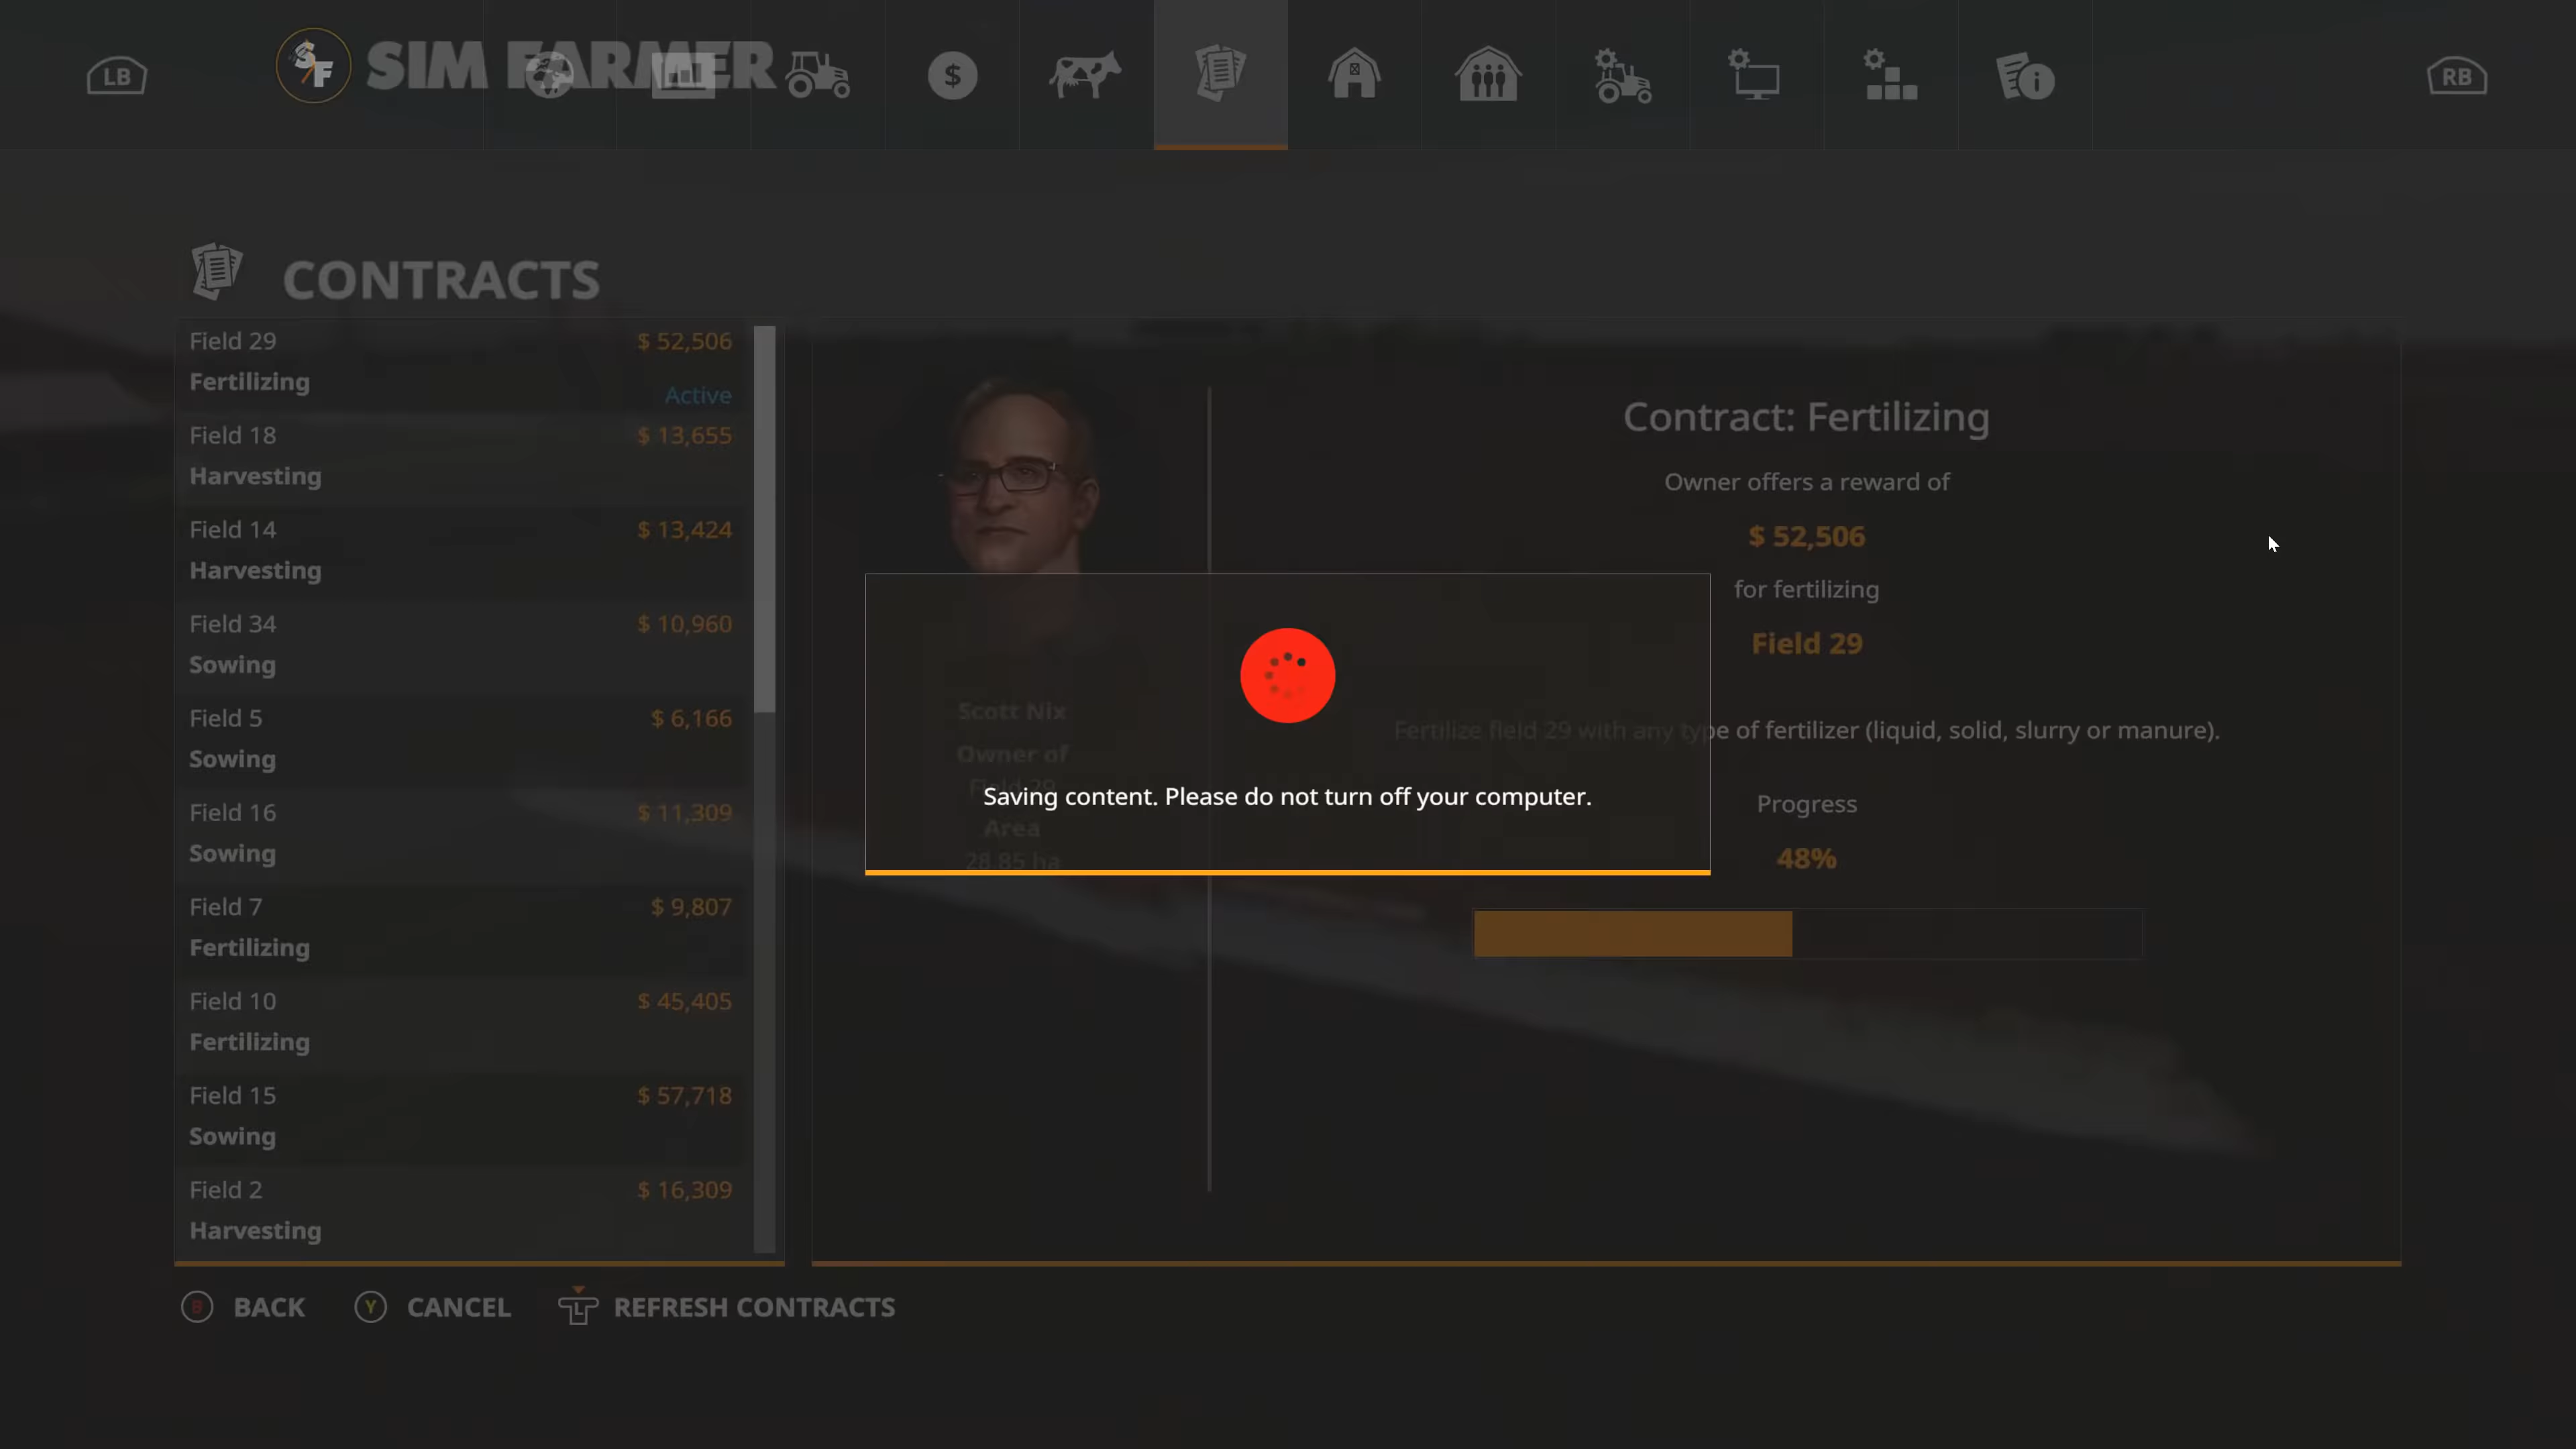 LB
SF
SIM FARMER
$
i
RB
CONTRACTS
Field 29 $ 52,506
Fertilizing
Active
Field 18 $ 13,655
Harvesting
Field 14 $ 13,424
Harvesting
Field 34 $ 10,960
Sowing
Field 5 $ 6,166
Sowing
Field 16 $ 11,309
Sowing
Field 7 $ 9,807
Fertilizing
Field 10 $ 45,405
Fertilizing
Field 15 $ 57,718
Sowing
Field 2 $ 16,309
Harvesting
Scott Nix
Owner of
Field 29
Area
28.85 ha
Contract: Fertilizing
Owner offers a reward of
$ 52,506
for fertilizing
Field 29
Fertilize field 29 with any type of fertilizer (liquid, solid, slurry or manure).
Progress
48%
Saving content. Please do not turn off your computer.
B BACK
Y CANCEL
L REFRESH CONTRACTS